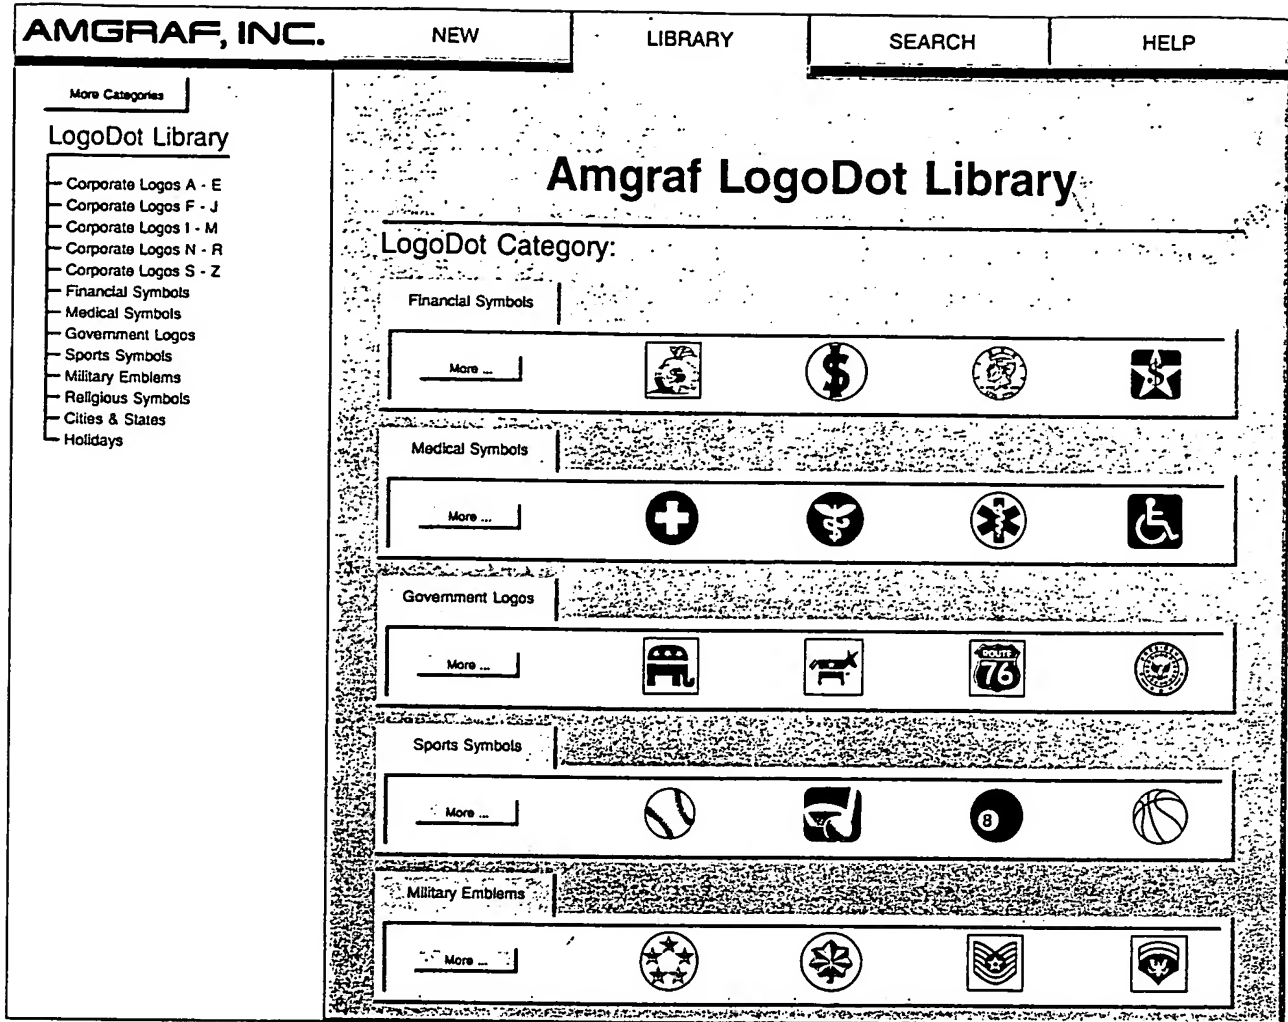 AMGRAF, INC.
NEW
LIBRARY
SEARCH
HELP
More Categories
LogoDot Library
Corporate Logos A - E
Corporate Logos F - J
Corporate Logos I - M
Corporate Logos N - R
Corporate Logos S - Z
Financial Symbols
Medical Symbols
Government Logos
Sports Symbols
Military Emblems
Religious Symbols
Cities & States
Holidays
Amgraf LogoDot Library
LogoDot Category:
Financial Symbols
More ...
$
$
$
Medical Symbols
More ...
Government Logos
More ...
ROUTE
76
Sports Symbols
More ...
8
Military Emblems
More ...